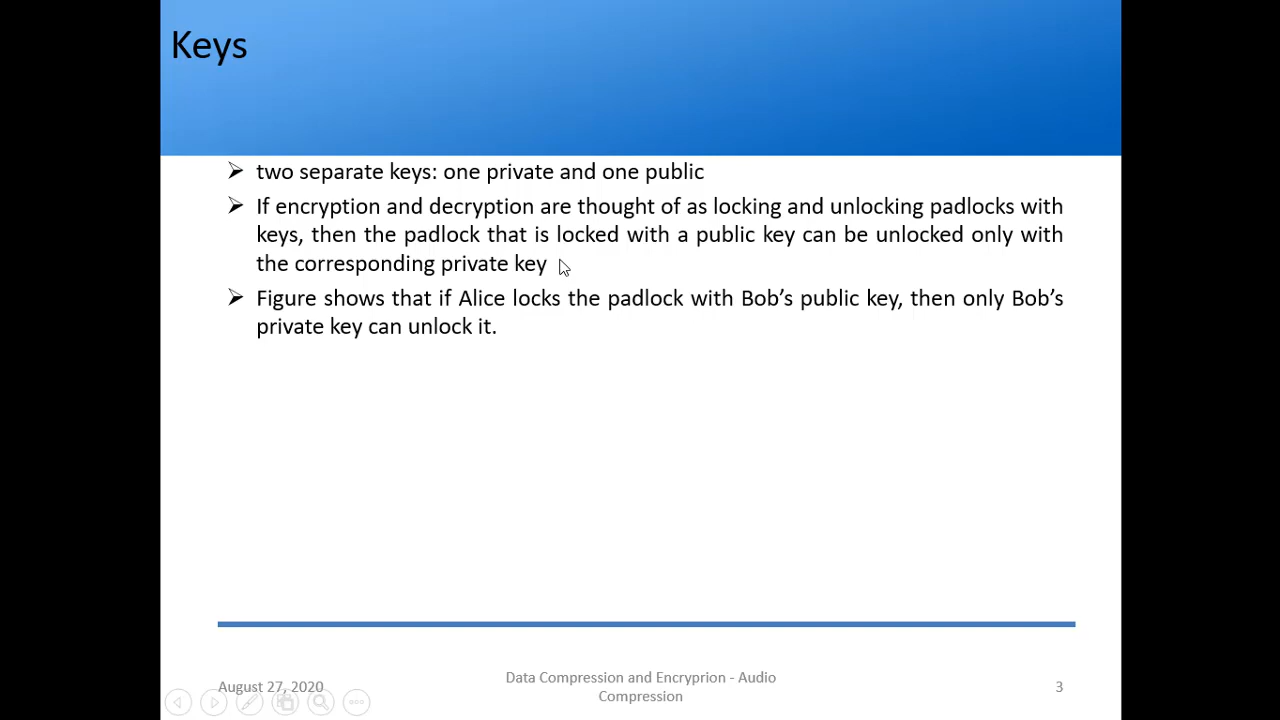 Keys
two separate keys: one private and one public
If encryption and decryption are thought of as locking and unlocking padlocks with
keys, then the padlock that is locked with a public key can be unlocked only with
the corresponding private key
Figure shows that if Alice locks the padlock with Bob’s public key, then only Bob’s
private key can unlock it.
August 27, 2020
Data Compression and Encryprion - Audio
Compression
3